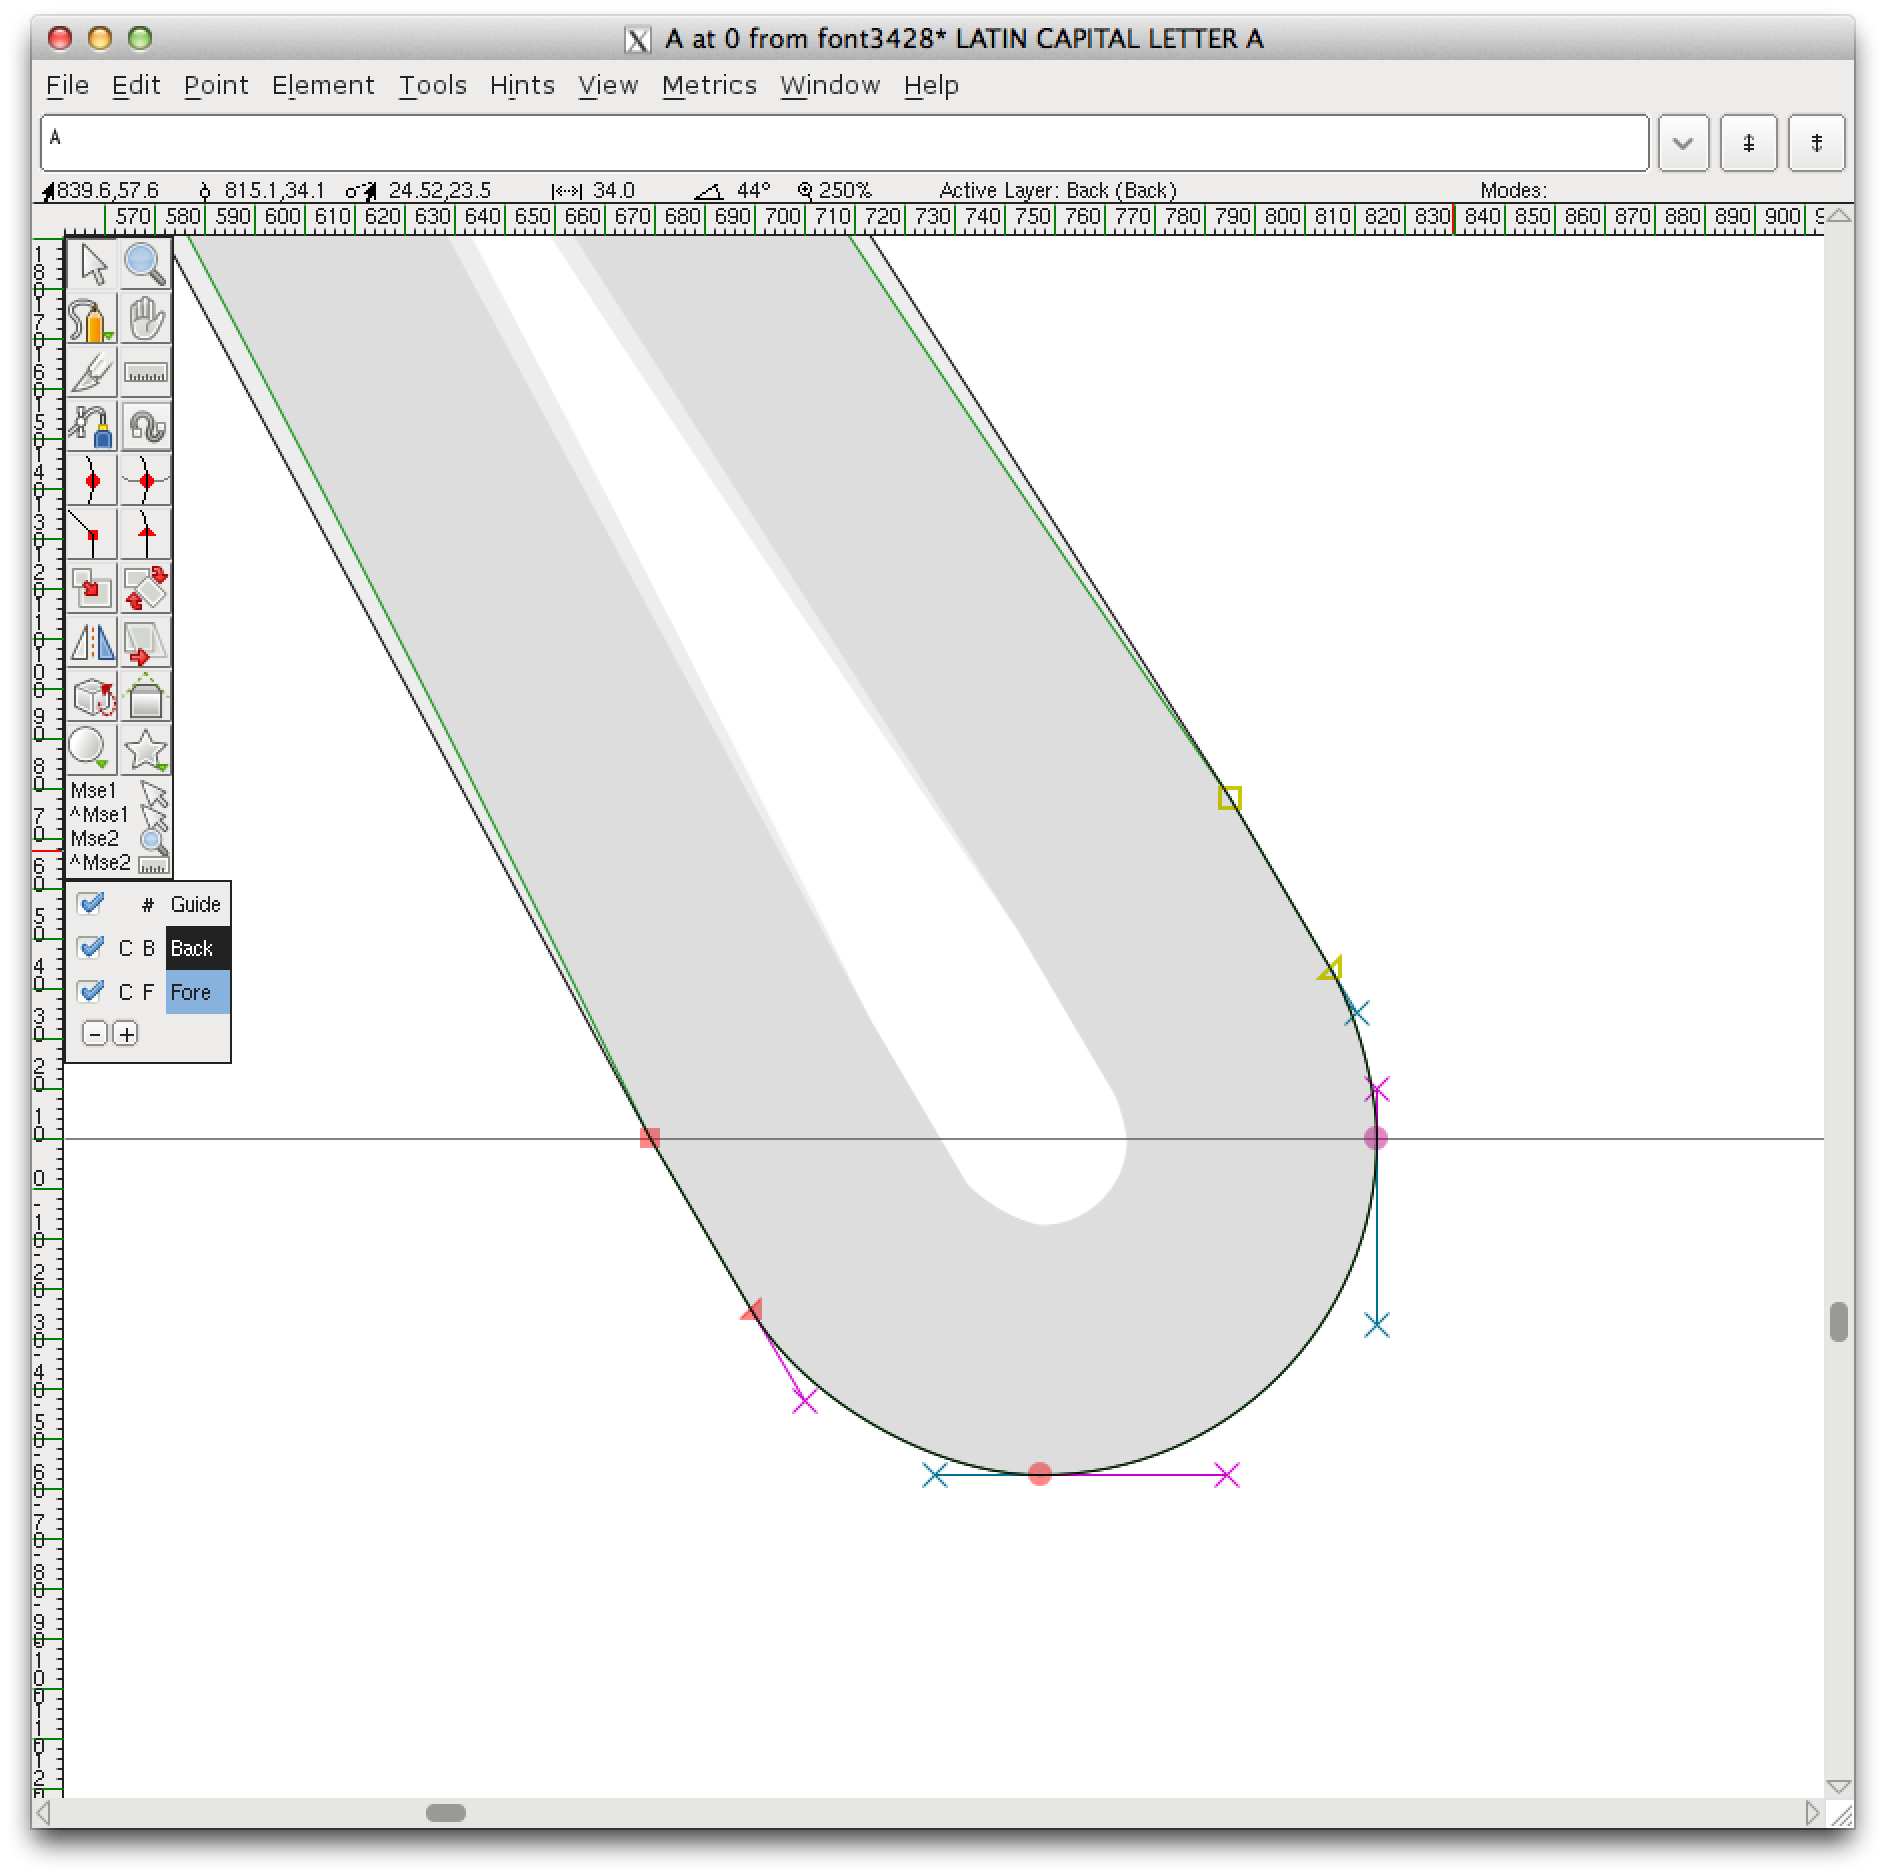 A at 0 from font3428* LATIN CAPITAL LETTER A
File Edit Point Element Tools Hints View Metrics Window Help
A
839.6,57.6 815.1,34.1 24.52,23.5 34.0 44° 250% Active Layer: Back (Back) Modes:
570 580 590 600 610 620 630 640 650 660 670 680 690 700 710 720 730 740 750 760 770 780 790 800 810 820 830 840 850 860 870 880 890 900
Mse1
^Mse1
Mse2
^Mse2
# Guide
C B Back
C F Fore
- +